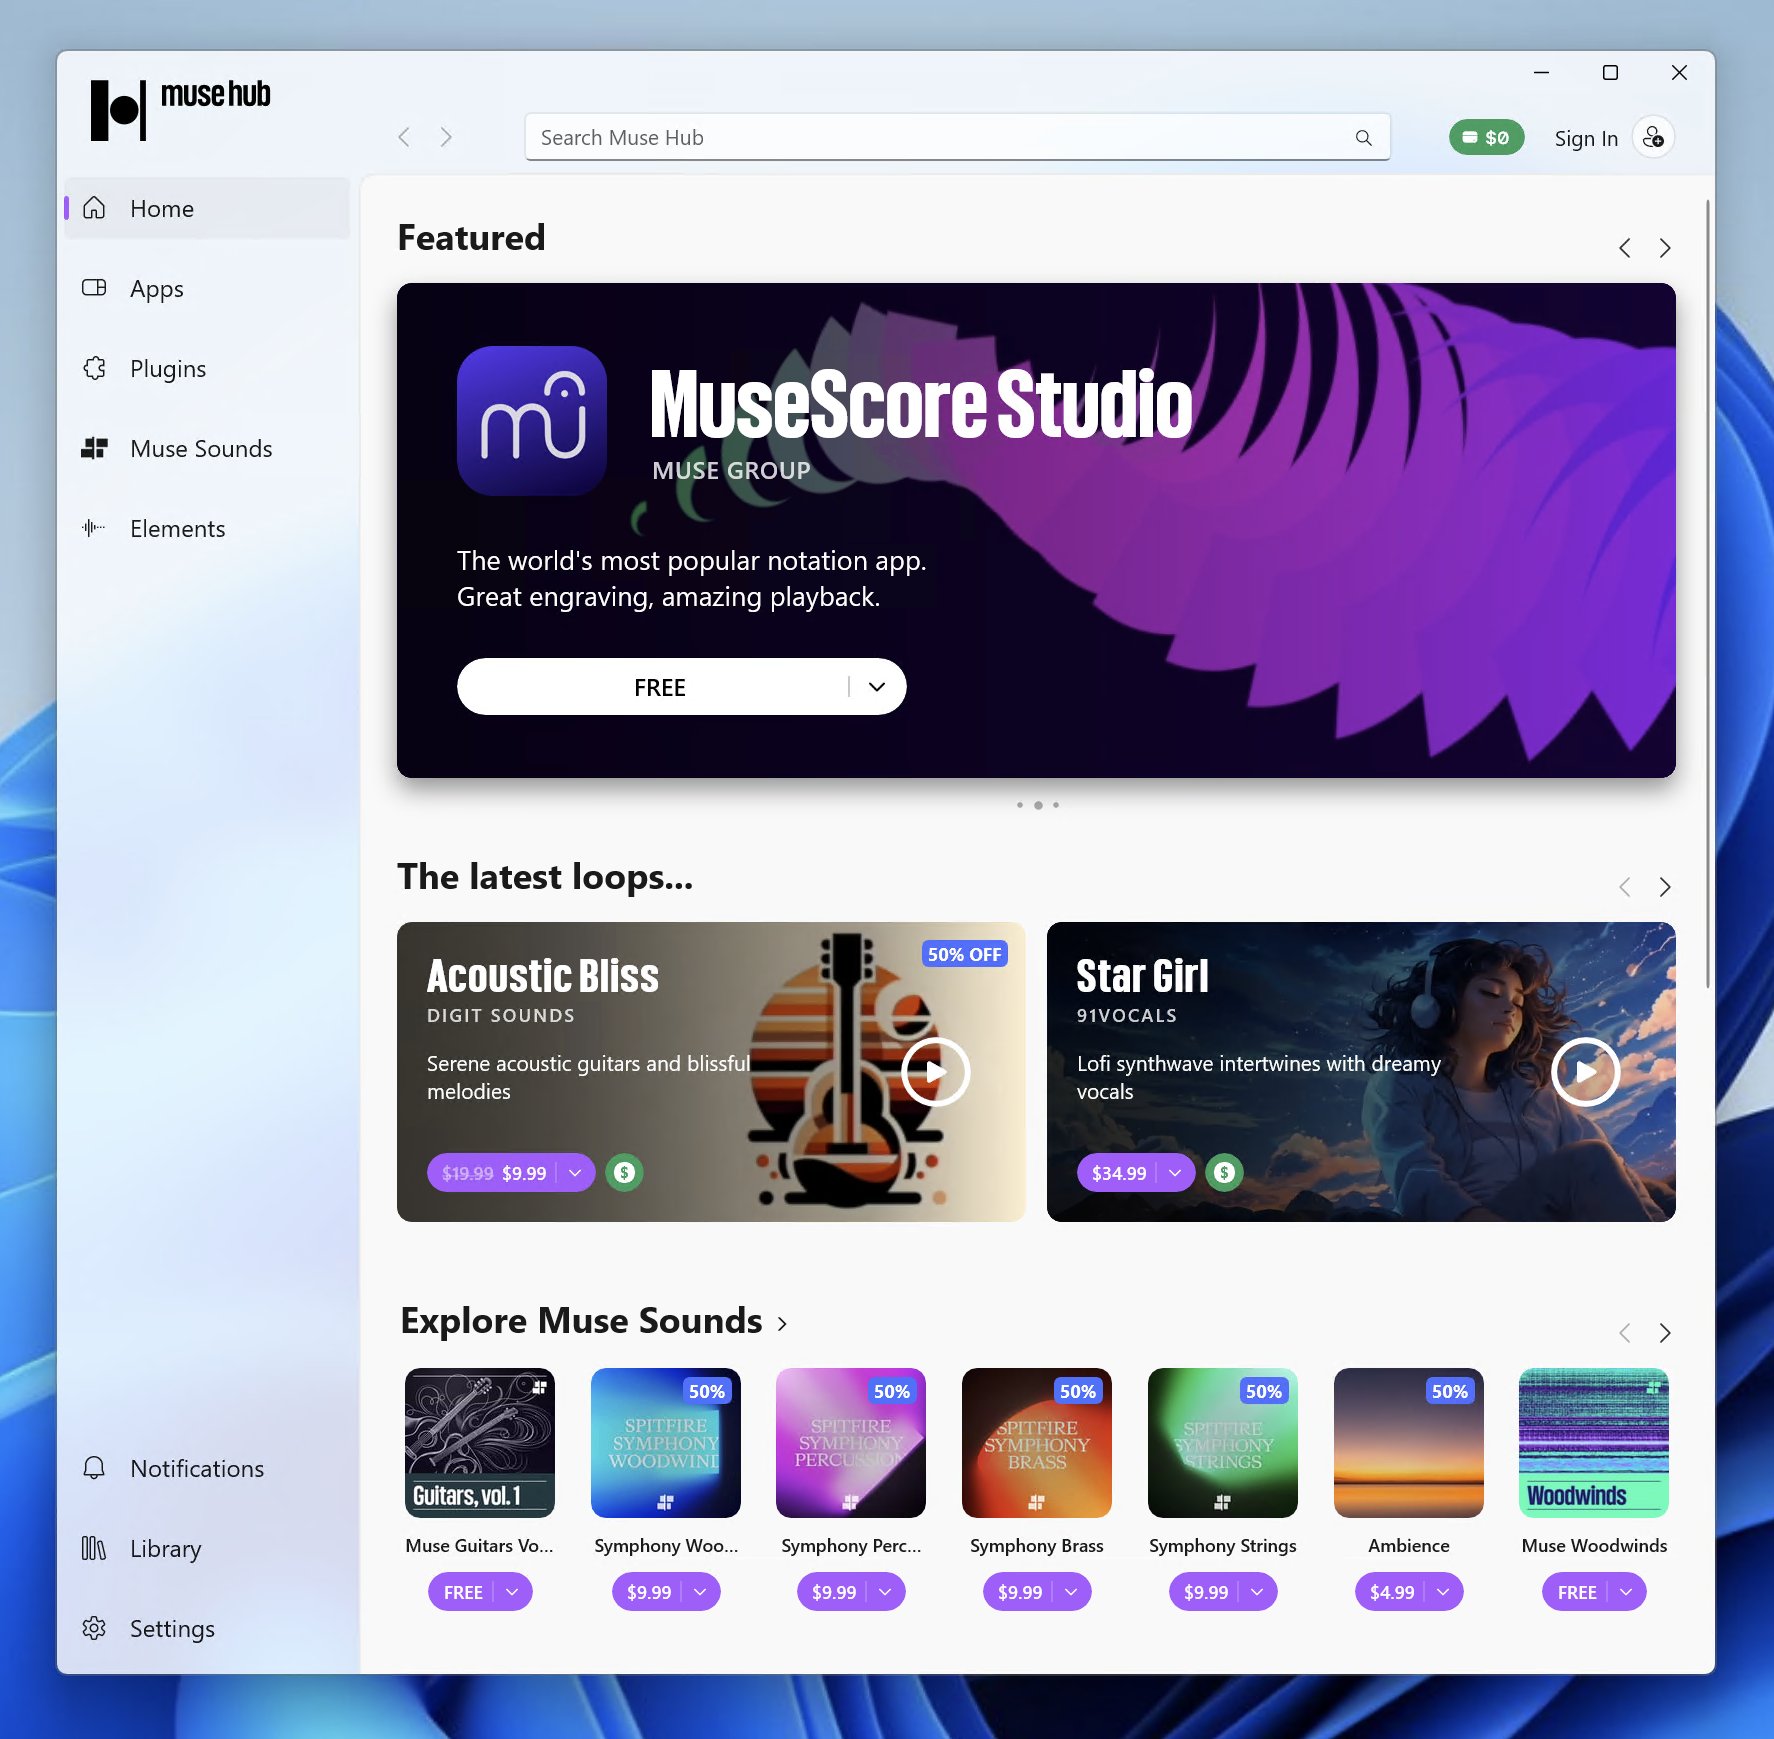 muse hub
Search Muse Hub
$0
Sign In
Home
Apps
Plugins
Muse Sounds
Elements
Notifications
Library
Settings
Featured
mu
MuseScore Studio
MUSE GROUP
The world's most popular notation app.
Great engraving, amazing playback.
FREE
The latest loops...
50% OFF
Acoustic Bliss
DIGIT SOUNDS
Serene acoustic guitars and blissful
melodies
$19.99 $9.99
$
Star Girl
91VOCALS
Lofi synthwave intertwines with dreamy
vocals
$34.99
$
Explore Muse Sounds
Guitars, vol. 1
Muse Guitars Vo...
FREE
50%
SPITFIRE
SYMPHONY
WOODWIND
Symphony Woo...
$9.99
50%
SPITFIRE
SYMPHONY
PERCUSSION
Symphony Perc...
$9.99
50%
SPITFIRE
SYMPHONY
BRASS
Symphony Brass
$9.99
50%
SPITFIRE
SYMPHONY
STRINGS
Symphony Strings
$9.99
50%
Ambience
$4.99
Woodwinds
Muse Woodwinds
FREE